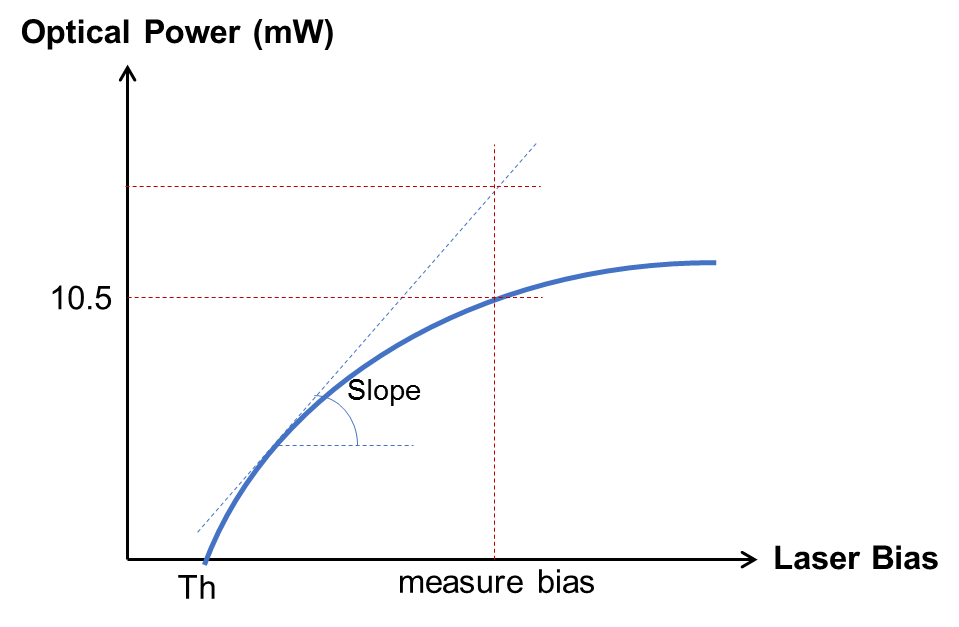 Optical Power (mW)
10.5
Slope
Th
measure bias
Laser Bias